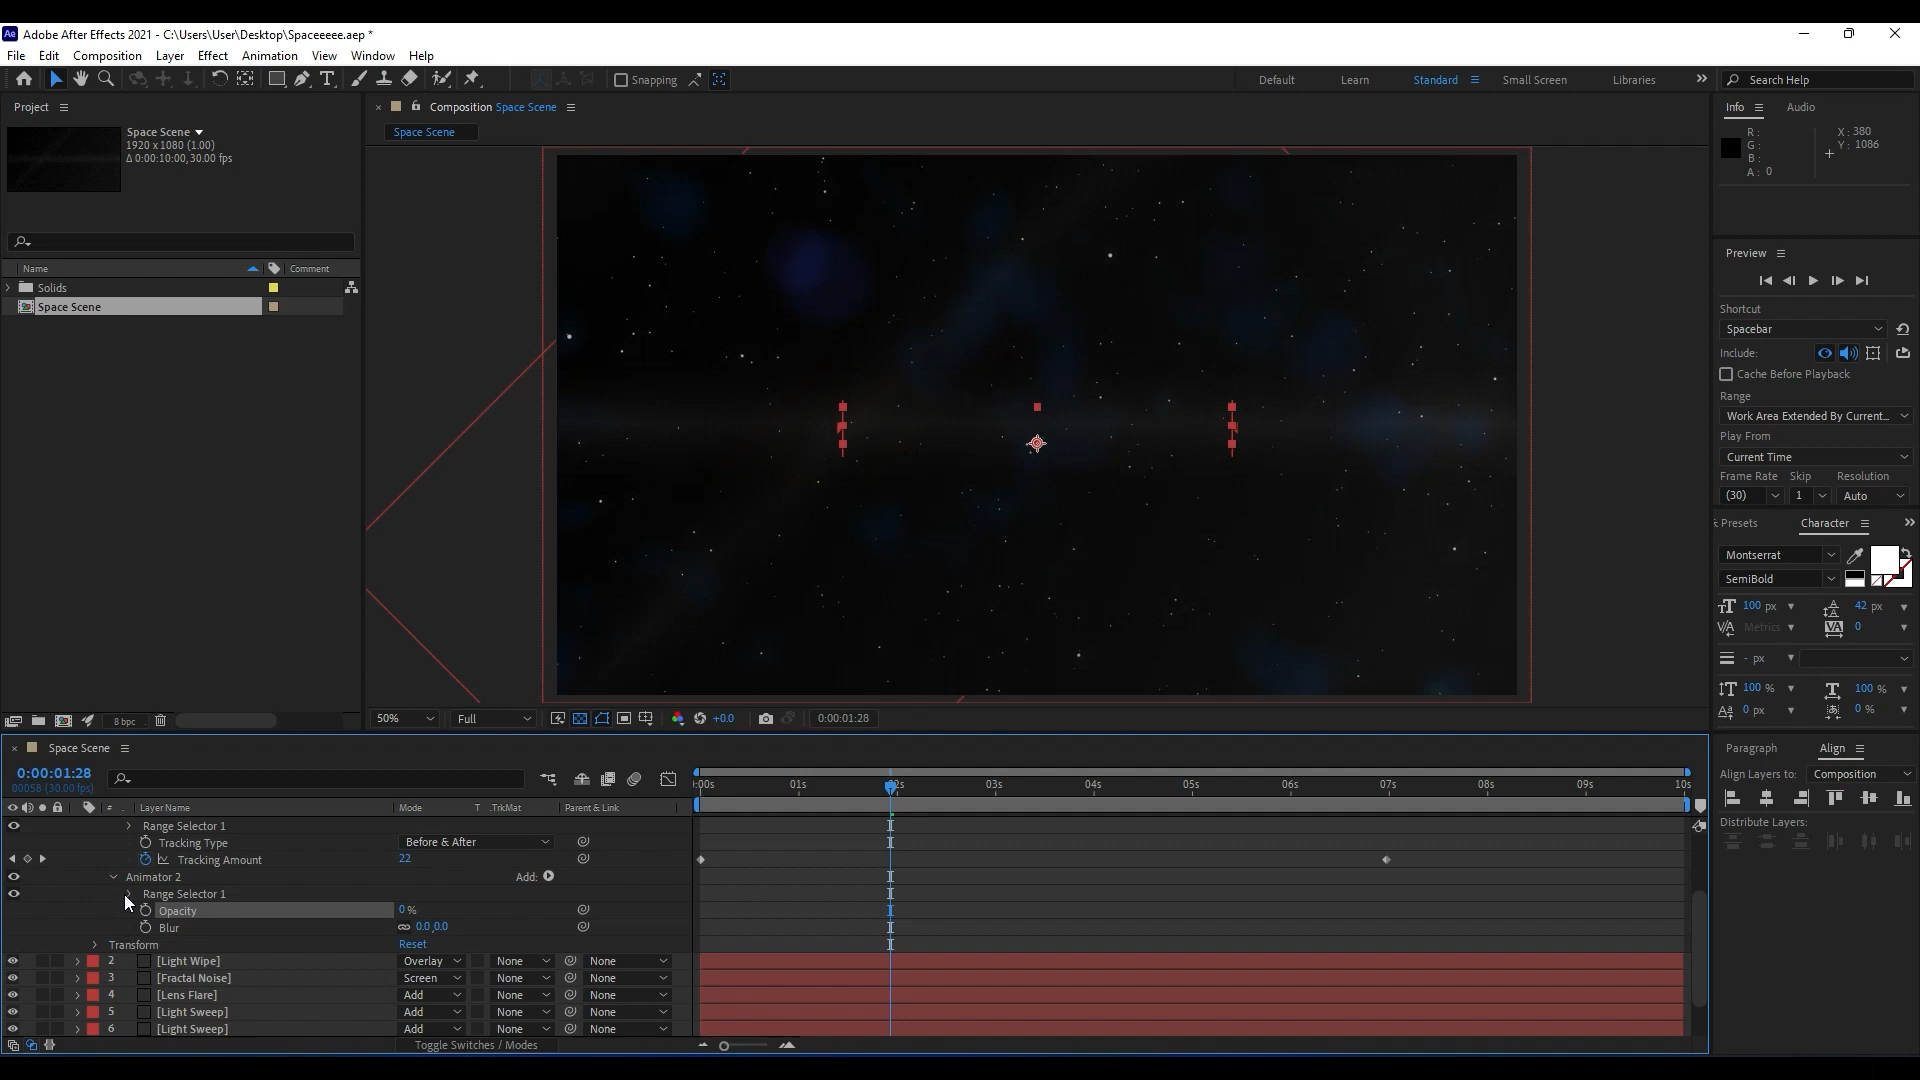 Ae Adobe After Effects 2021 - C:\Users\User\Desktop\Spaceeeee.aep *
File Edit Composition Layer Effect Animation View Window Help
Snapping Default Learn Standard Small Screen Libraries Search Help
Project
Space Scene
1920 x 1080 (1.00)
Δ 0:00:10:00, 30.00 fps
Name Comment
Solids
Space Scene
8 bpc
Composition Space Scene
Space Scene
50% Full +0.0 0:00:01:28
Info Audio
R: X: 380
G: Y: 1086
B:
A: 0
Preview
Shortcut
Spacebar
Include:
Cache Before Playback
Range
Work Area Extended By Current...
Play From
Current Time
Frame Rate Skip Resolution
(30) 1 Auto
Presets Character
Montserrat
SemiBold
100 px 42 px
Metrics 0
- px
100 % 100 %
0 px 0 %
Paragraph Align
Align Layers to: Composition
Distribute Layers:
Space Scene
0:00:01:28
00058 (30.00 fps)
:00s 01s 02s 03s 04s 05s 06s 07s 08s 09s 10s
# Layer Name Mode T .TrkMat Parent & Link
Range Selector 1
Tracking Type Before & After
Tracking Amount 22
Animator 2 Add:
Range Selector 1
Opacity 0 %
Blur 0.0,0.0
Transform Reset
2 [Light Wipe] Overlay None None
3 [Fractal Noise] Screen None None
4 [Lens Flare] Add None None
5 [Light Sweep] Add None None
6 [Light Sweep] Add None None
Toggle Switches / Modes